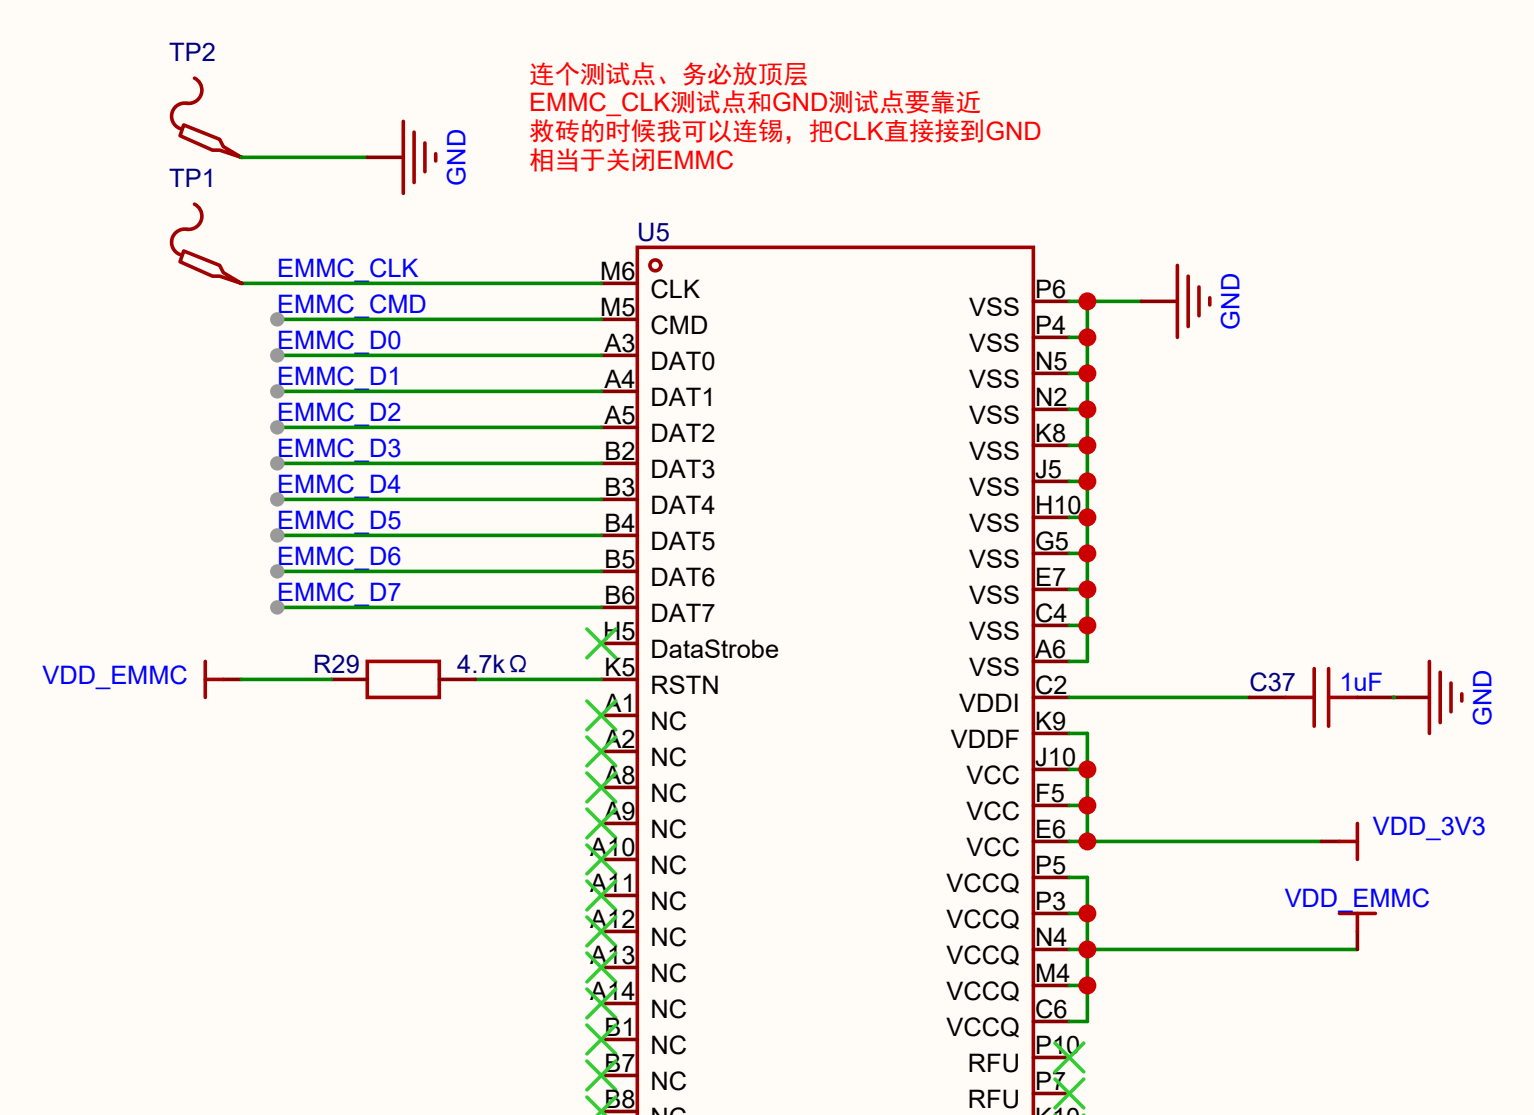 TP2
连个测试点、务必放顶层
EMMC_CLK测试点和GND测试点要靠近
救砖的时候我可以连锡，把CLK直接接到GND
相当于关闭EMMC
GND
TP1
U5
EMMC_CLK M6 CLK
EMMC_CMD M5 CMD
EMMC_D0 A3 DAT0
EMMC_D1 A4 DAT1
EMMC_D2 A5 DAT2
EMMC_D3 B2 DAT3
EMMC_D4 B3 DAT4
EMMC_D5 B4 DAT5
EMMC_D6 B5 DAT6
EMMC_D7 B6 DAT7
H5 DataStrobe
VDD_EMMC R29 4.7kΩ K5 RSTN
A1 NC
A2 NC
A8 NC
A9 NC
A10 NC
A11 NC
A12 NC
A13 NC
A14 NC
B1 NC
B7 NC
B8 NC
VSS P6 GND
VSS P4
VSS N5
VSS N2
VSS K8
VSS J5
VSS H10
VSS G5
VSS E7
VSS C4
VSS A6
VDDI C2 C37 1uF GND
VDDF K9
VCC J10
VCC F5
VCC E6 VDD_3V3
VCCQ P5
VCCQ P3
VDD_EMMC
VCCQ N4
VCCQ M4
VCCQ C6
RFU P10
RFU P7
K10